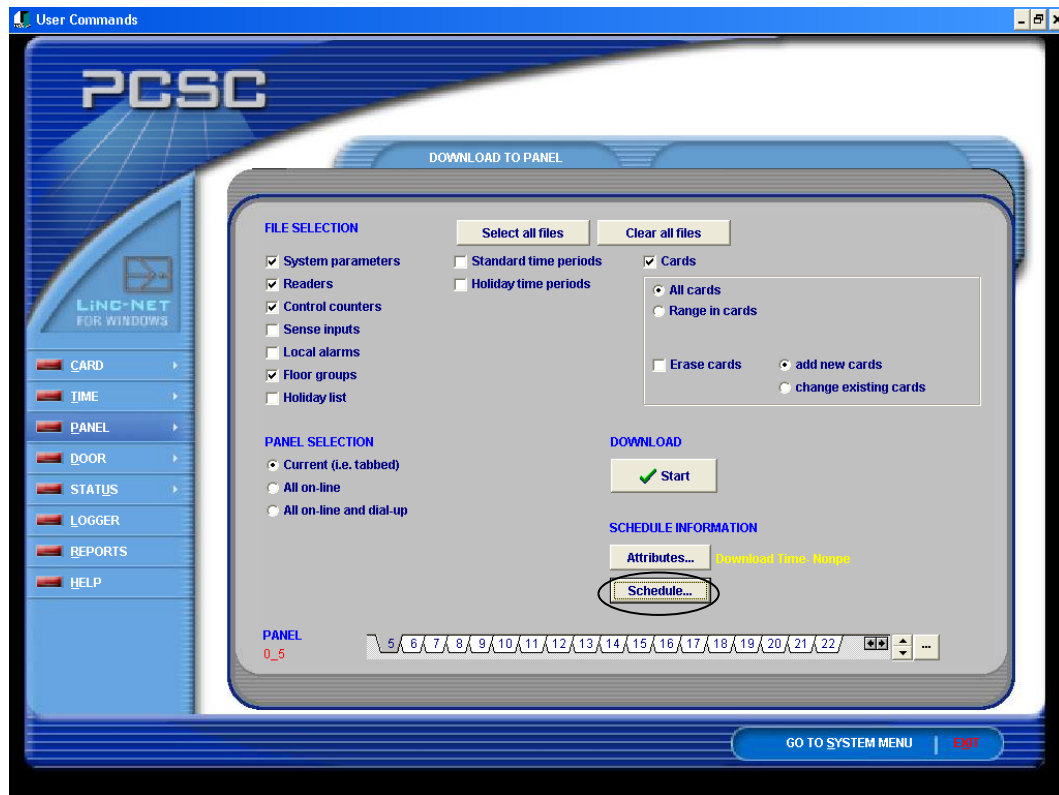 User Commands
PCSC
DOWNLOAD TO PANEL
LiNC-NET
FOR WINDOWS
CARD
TIME
PANEL
DOOR
STATUS
LOGGER
REPORTS
HELP
FILE SELECTION
Select all files
Clear all files
System parameters
Readers
Control counters
Sense inputs
Local alarms
Floor groups
Holiday list
Standard time periods
Holiday time periods
Cards
All cards
Range in cards
Erase cards
add new cards
change existing cards
PANEL SELECTION
Current (i.e. tabbed)
All on-line
All on-line and dial-up
DOWNLOAD
Start
SCHEDULE INFORMATION
Attributes... Download Time- Nonpe
Schedule...
PANEL
0_5
5 6 7 8 9 10 11 12 13 14 15 16 17 18 19 20 21 22
...
GO TO SYSTEM MENU | EXIT